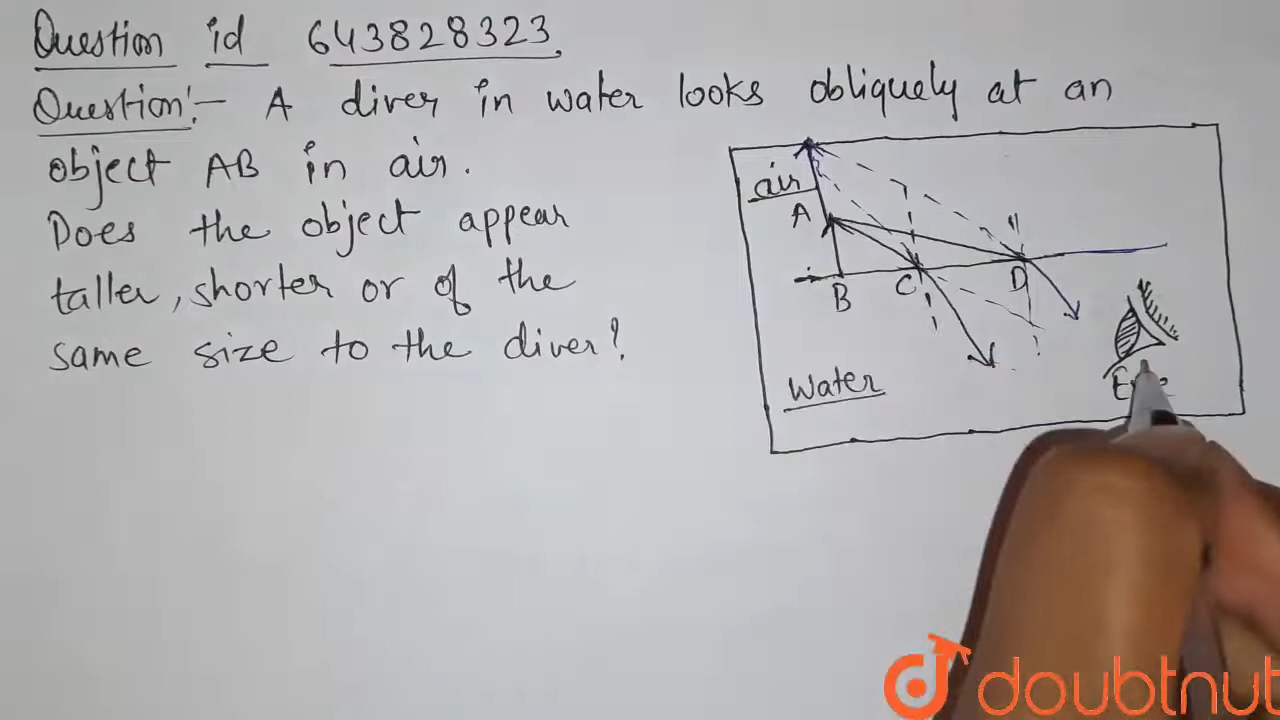 Question id 643828323.
Question:- A diver in water looks obliquely at an
object AB in air.
Does the object appear
taller, shorter or of the
same size to the diver?
air
A
B
C
D
Water
doubtnut